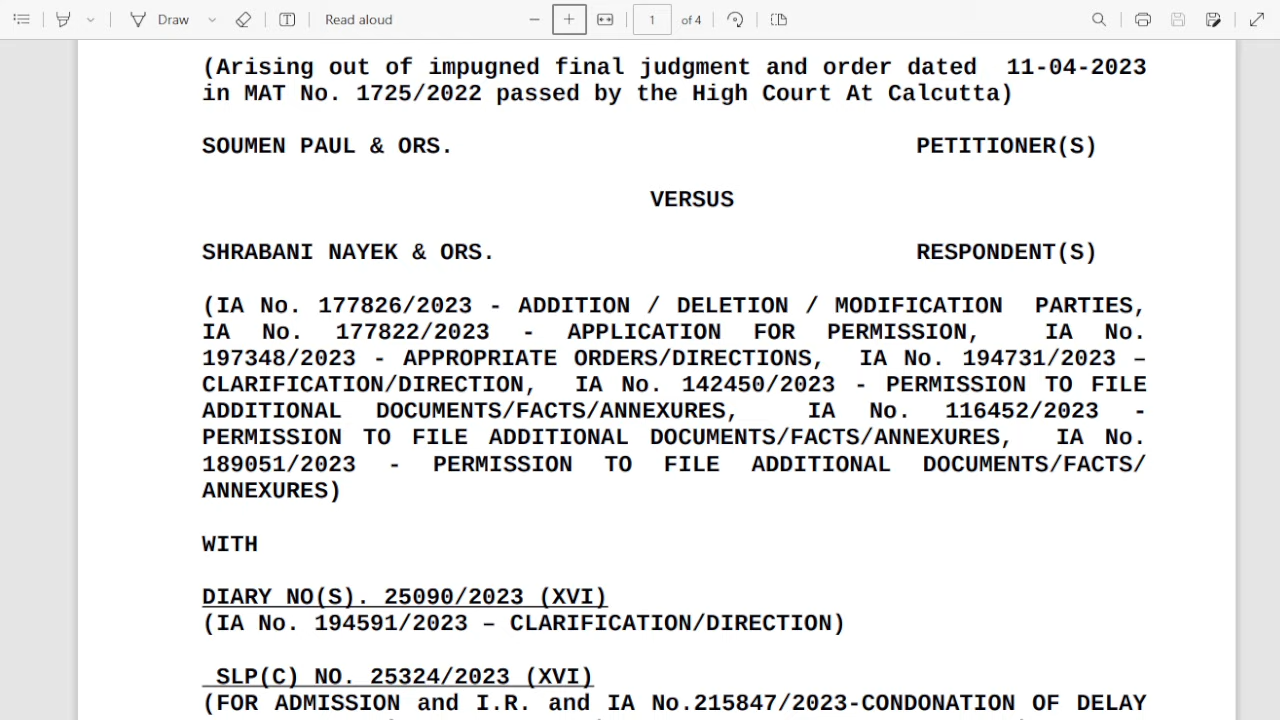 Draw Read aloud 1 of 4
(Arising out of impugned final judgment and order dated 11-04-2023
in MAT No. 1725/2022 passed by the High Court At Calcutta)
SOUMEN PAUL & ORS. PETITIONER(S)
VERSUS
SHRABANI NAYEK & ORS. RESPONDENT(S)
(IA No. 177826/2023 - ADDITION / DELETION / MODIFICATION PARTIES,
IA No. 177822/2023 - APPLICATION FOR PERMISSION, IA No.
197348/2023 - APPROPRIATE ORDERS/DIRECTIONS, IA No. 194731/2023 –
CLARIFICATION/DIRECTION, IA No. 142450/2023 - PERMISSION TO FILE
ADDITIONAL DOCUMENTS/FACTS/ANNEXURES, IA No. 116452/2023 -
PERMISSION TO FILE ADDITIONAL DOCUMENTS/FACTS/ANNEXURES, IA No.
189051/2023 - PERMISSION TO FILE ADDITIONAL DOCUMENTS/FACTS/
ANNEXURES)
WITH
DIARY NO(S). 25090/2023 (XVI)
(IA No. 194591/2023 – CLARIFICATION/DIRECTION)
SLP(C) NO. 25324/2023 (XVI)
(FOR ADMISSION and I.R. and IA No.215847/2023-CONDONATION OF DELAY